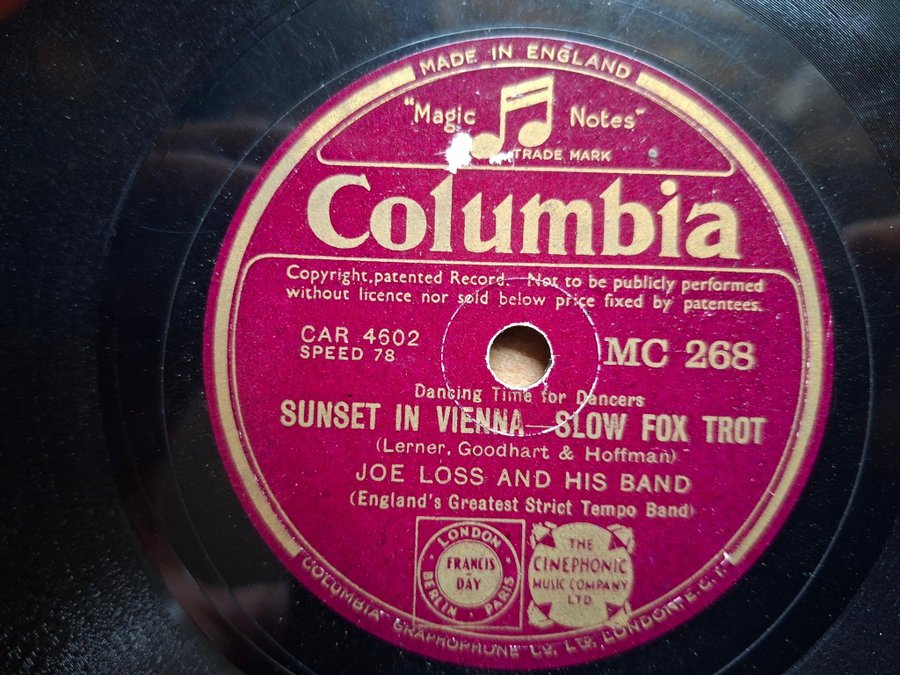 MADE IN ENGLAND
"Magic Notes"
TRADE MARK
Columbia
Copyright, patented Record. Not to be publicly performed
without licence nor sold below price fixed by patentees.
CAR 4602
SPEED 78
MC 268
Dancing Time for Dancers
SUNSET IN VIENNA—SLOW FOX TROT
(Lerner, Goodhart & Hoffman)
JOE LOSS AND HIS BAND
(England's Greatest Strict Tempo Band)
LONDON
BERLIN · PARIS
FRANCIS
DAY
THE
CINEPHONIC
MUSIC COMPANY
LTD.
COLUMBIA GRAPHOPHONE CO. LTD. LONDON E.C.1.